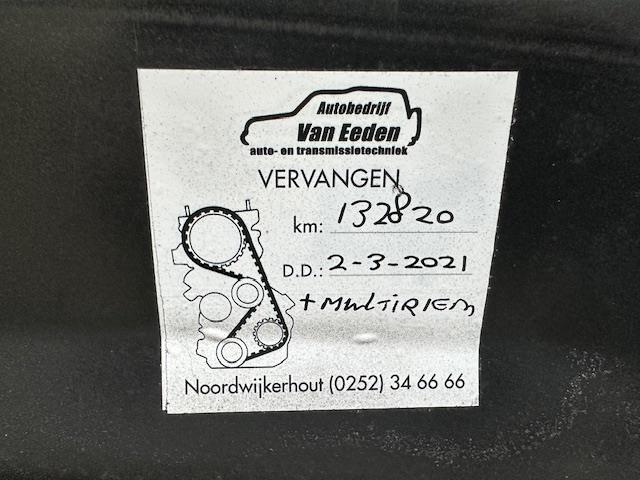 Autobedrijf
Van Eeden
auto- en transmissietechniek
VERVANGEN
km: 132820
D.D.: 2-3-2021
+ MULTIRIEM
Noordwijkerhout (0252) 34 66 66